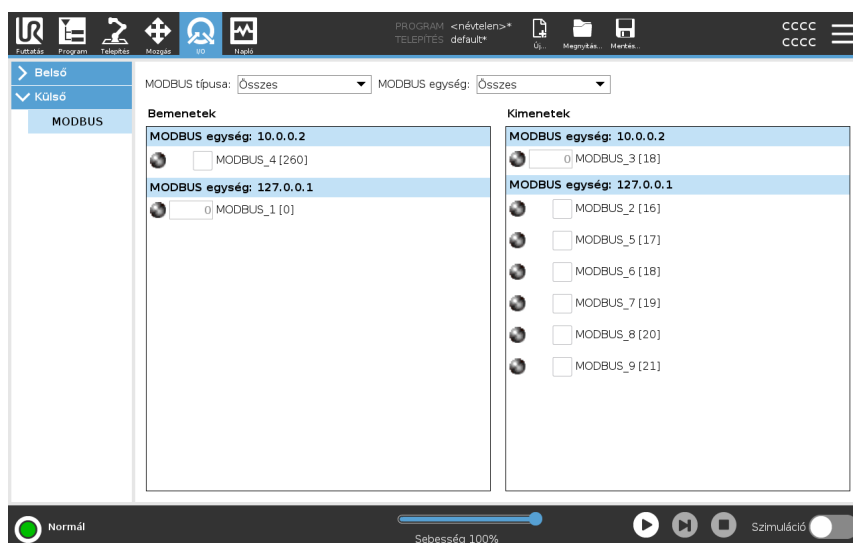 PROGRAM <névtelen>*
TELEPÍTÉS default*
CCCC
CCCC
Futtatás Program Telepítés Mozgás I/O Napló Új... Megnyitás... Mentés...
Belső
Külső
MODBUS
MODBUS típusa: Összes MODBUS egység: Összes
Bemenetek
MODBUS egység: 10.0.0.2
MODBUS_4 [260]
MODBUS egység: 127.0.0.1
0 MODBUS_1 [0]
Kimenetek
MODBUS egység: 10.0.0.2
0 MODBUS_3 [18]
MODBUS egység: 127.0.0.1
MODBUS_2 [16]
MODBUS_5 [17]
MODBUS_6 [18]
MODBUS_7 [19]
MODBUS_8 [20]
MODBUS_9 [21]
Normál
Sebesség 100%
Szimuláció